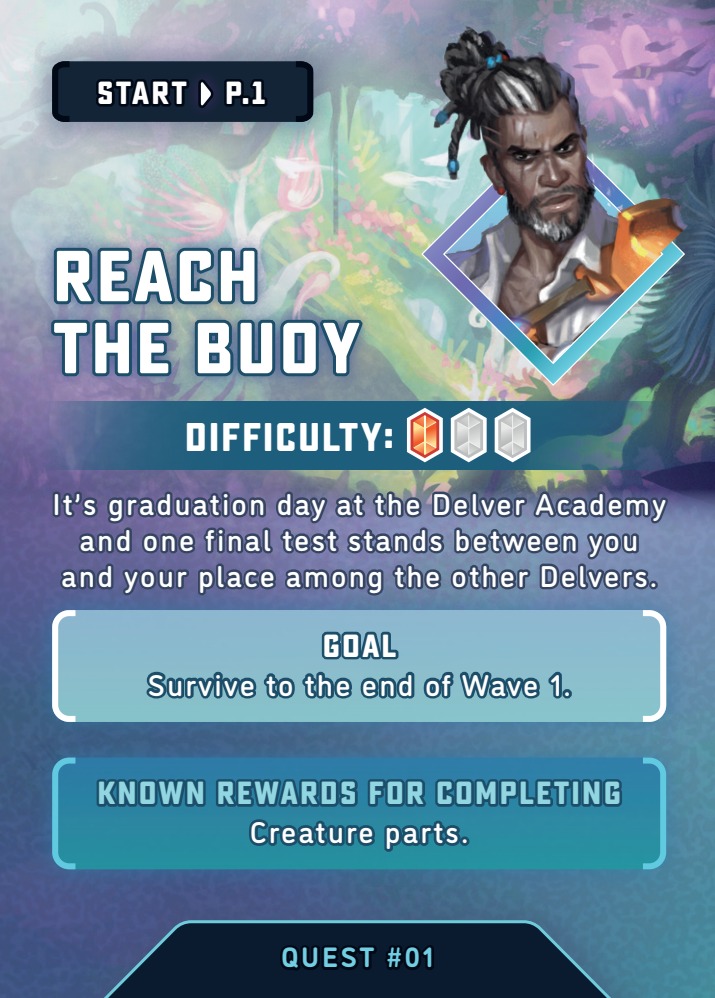 START P.1
REACH
THE BUOY
DIFFICULTY:
It's graduation day at the Delver Academy
and one final test stands between you
and your place among the other Delvers.
GOAL
Survive to the end of Wave 1.
KNOWN REWARDS FOR COMPLETING
Creature parts.
QUEST #01